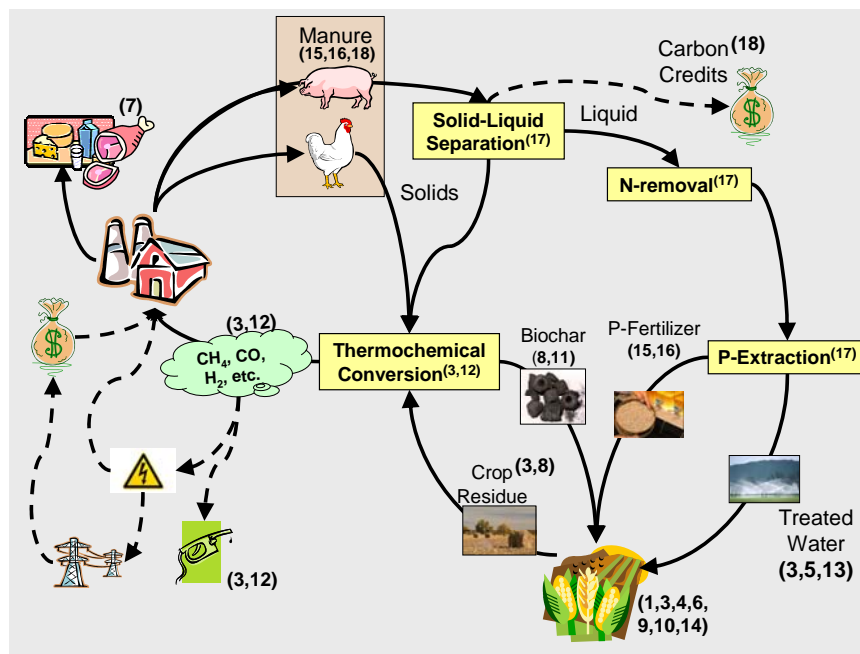 Manure
(15,16,18)
Carbon (18)
Credits
$
(7)
Solid-Liquid
Separation(17)
Liquid
N-removal(17)
Solids
$
(3,12)
CH4, CO,
H2, etc.
Thermochemical
Conversion(3,12)
Biochar
(8,11)
P-Fertilizer
(15,16)
P-Extraction(17)
Crop (3,8)
Residue
Treated
Water
(3,5,13)
(3,12)
(1,3,4,6,
9,10,14)